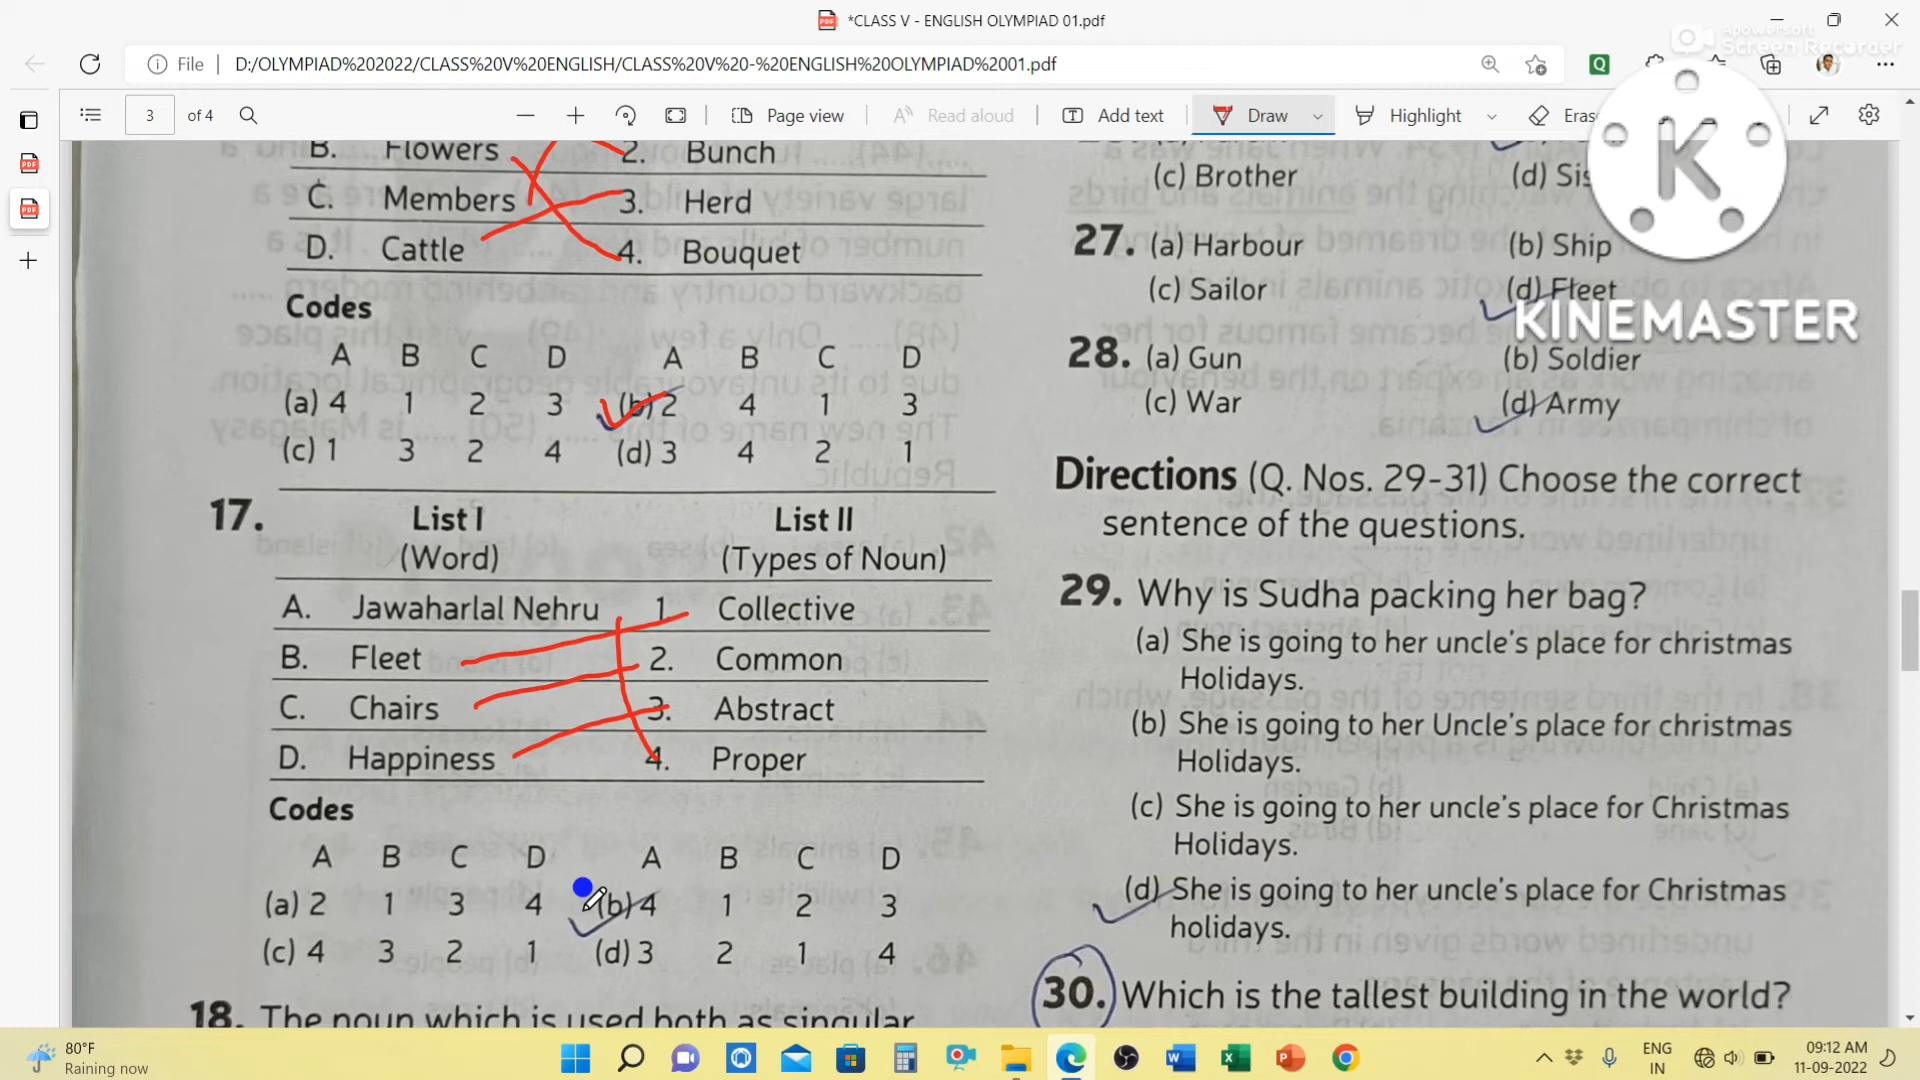 *CLASS V - ENGLISH OLYMPIAD 01.pdf
Apowersoft
Screen Recorder
File
D:/OLYMPIAD%202022/CLASS%20V%20ENGLISH/CLASS%20V%20-%20ENGLISH%20OLYMPIAD%2001.pdf
3 of 4
Page view
Read aloud
Add text
Draw
Highlight
K
KINEMASTER
B. Flowers 2. Bunch
C. Members 3. Herd
D. Cattle 4. Bouquet
Codes
A B C D A B C D
(a) 4 1 2 3 (b) 2 4 1 3
(c) 1 3 2 4 (d) 3 4 2 1
17. List I List II
(Word) (Types of Noun)
A. Jawaharlal Nehru 1. Collective
B. Fleet 2. Common
C. Chairs 3. Abstract
D. Happiness 4. Proper
Codes
A B C D A B C D
(a) 2 1 3 4 (b) 4 1 2 3
(c) 4 3 2 1 (d) 3 2 1 4
18. The noun which is used both as singular
(c) Brother (d)
27. (a) Harbour (b) Ship
(c) Sailor (d) Fleet
28. (a) Gun (b) Soldier
(c) War (d) Army
Directions (Q. Nos. 29-31) Choose the correct
sentence of the questions.
29. Why is Sudha packing her bag?
(a) She is going to her uncle's place for christmas
Holidays.
(b) She is going to her Uncle's place for christmas
Holidays.
(c) She is going to her uncle's place for Christmas
Holidays.
(d) She is going to her uncle's place for Christmas
holidays.
30. Which is the tallest building in the world?
80°F
Raining now
ENG
IN
09:12 AM
11-09-2022